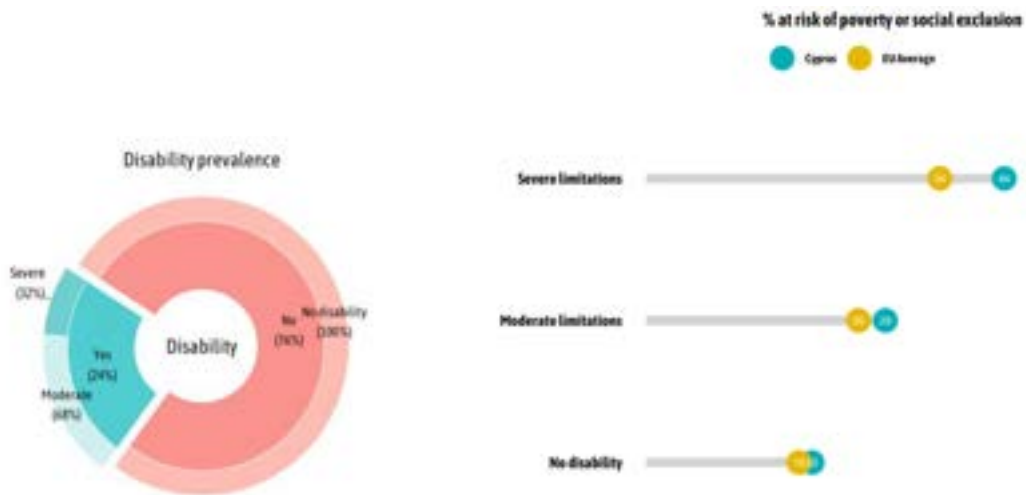 % at risk of poverty or social exclusion
Cyprus
EU Average
Disability prevalence
Severe
(32%)
Yes
(24%)
Moderate
(68%)
Disability
No
(76%)
No disability
(100%)
Severe limitations
Moderate limitations
No disability